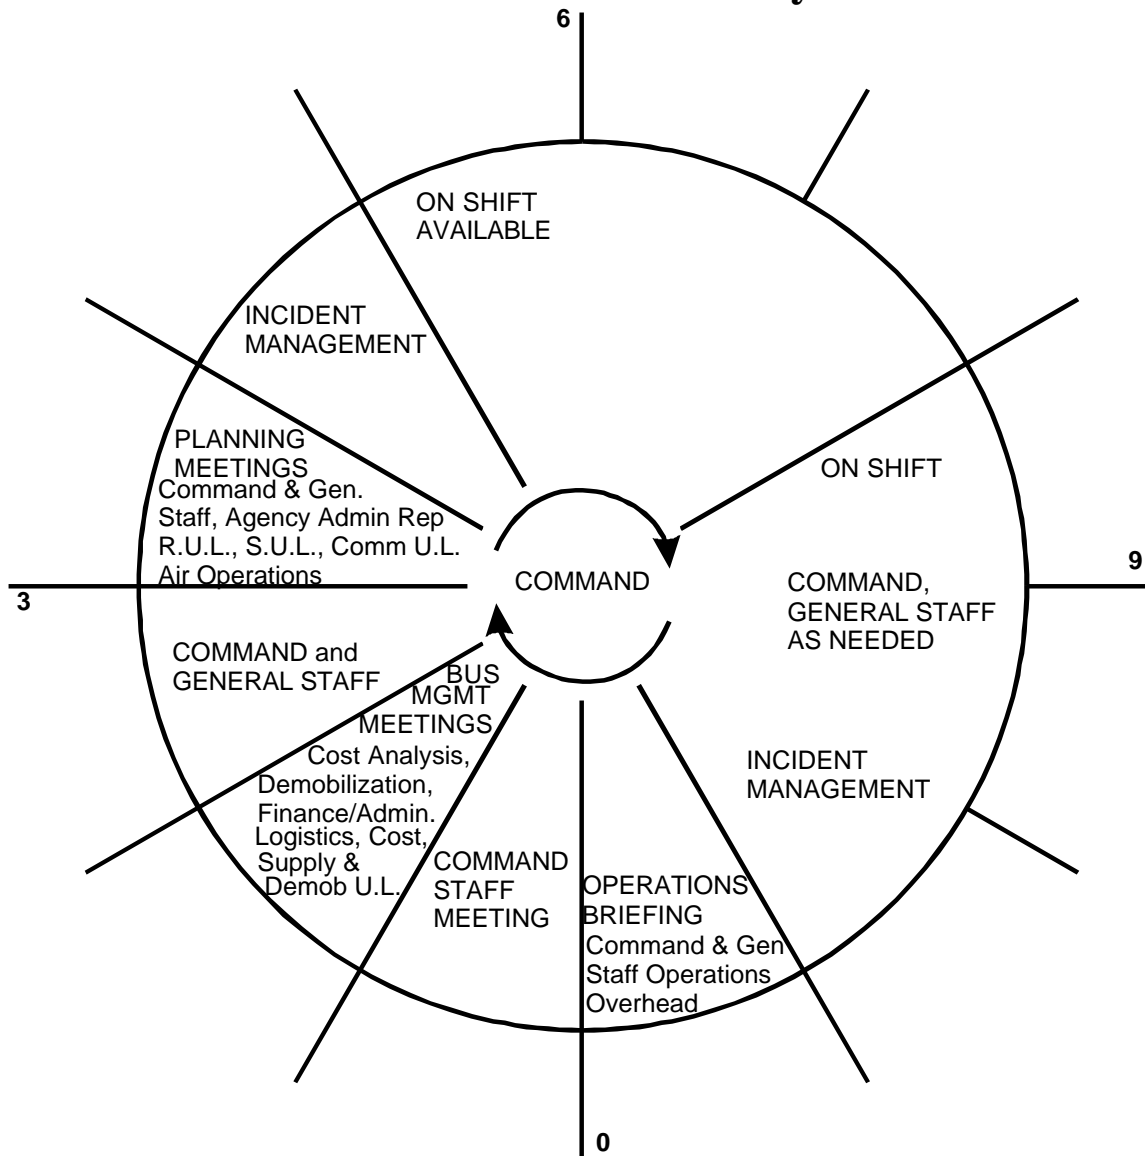 6
ON SHIFT
AVAILABLE
INCIDENT
MANAGEMENT
PLANNING
MEETINGS
Command & Gen.
Staff, Agency Admin Rep
R.U.L., S.U.L., Comm U.L.
Air Operations
3
ON SHIFT
COMMAND
COMMAND,
GENERAL STAFF
AS NEEDED
9
COMMAND and
GENERAL STAFF
BUS
MGMT
MEETINGS
Cost Analysis,
Demobilization,
Finance/Admin.
Logistics, Cost,
Supply &
Demob U.L.
COMMAND
STAFF
MEETING
OPERATIONS
BRIEFING
Command & Gen
Staff Operations
Overhead
INCIDENT
MANAGEMENT
0